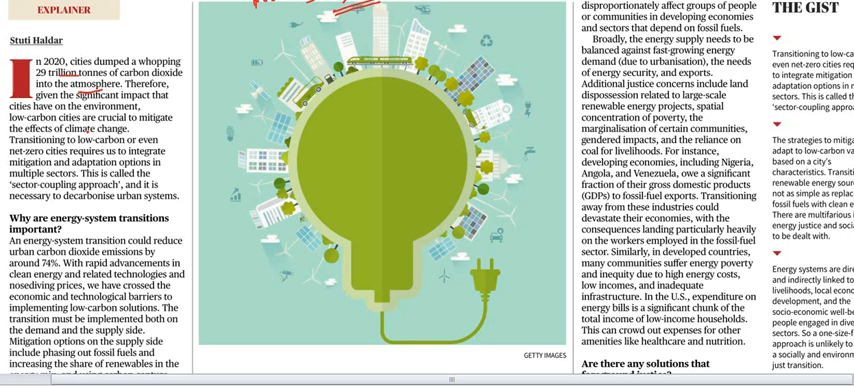 EXPLAINER
Stuti Haldar
In 2020, cities dumped a whopping
29 trillion tonnes of carbon dioxide
into the atmosphere. Therefore,
given the significant impact that
cities have on the environment,
low-carbon cities are crucial to mitigate
the effects of climate change.
Transitioning to low-carbon or even
net-zero cities requires us to integrate
mitigation and adaptation options in
multiple sectors. This is called the
‘sector-coupling approach’, and it is
necessary to decarbonise urban systems.
Why are energy-system transitions
important?
An energy-system transition could reduce
urban carbon dioxide emissions by
around 74%. With rapid advancements in
clean energy and related technologies and
nosediving prices, we have crossed the
economic and technological barriers to
implementing low-carbon solutions. The
transition must be implemented both on
the demand and the supply side.
Mitigation options on the supply side
include phasing out fossil fuels and
increasing the share of renewables in the
GETTY IMAGES
disproportionately affect groups of people
or communities in developing economies
and sectors that depend on fossil fuels.
Broadly, the energy supply needs to be
balanced against fast-growing energy
demand (due to urbanisation), the needs
of energy security, and exports.
Additional justice concerns include land
dispossession related to large-scale
renewable energy projects, spatial
concentration of poverty, the
marginalisation of certain communities,
gendered impacts, and the reliance on
coal for livelihoods. For instance,
developing economies, including Nigeria,
Angola, and Venezuela, owe a significant
fraction of their gross domestic products
(GDPs) to fossil-fuel exports. Transitioning
away from these industries could
devastate their economies, with the
consequences landing particularly heavily
on the workers employed in the fossil-fuel
sector. Similarly, in developed countries,
many communities suffer energy poverty
and inequity due to high energy costs,
low incomes, and inadequate
infrastructure. In the U.S., expenditure on
energy bills is a significant chunk of the
total income of low-income households.
This can crowd out expenses for other
amenities like healthcare and nutrition.
Are there any solutions that
THE GIST
Transitioning to low-ca
even net-zero cities req
to integrate mitigation
adaptation options in m
sectors. This is called th
‘sector-coupling approa
The strategies to mitiga
adapt to low-carbon va
based on a city’s
characteristics. Transiti
renewable energy sour
not as simple as replac
fossil fuels with clean e
There are multifarious i
energy justice and socia
to be dealt with.
Energy systems are dire
and indirectly linked to
livelihoods, local econo
development, and the
socio-economic well-be
people engaged in dive
sectors. So a one-size-f
approach is unlikely to
a socially and environm
just transition.